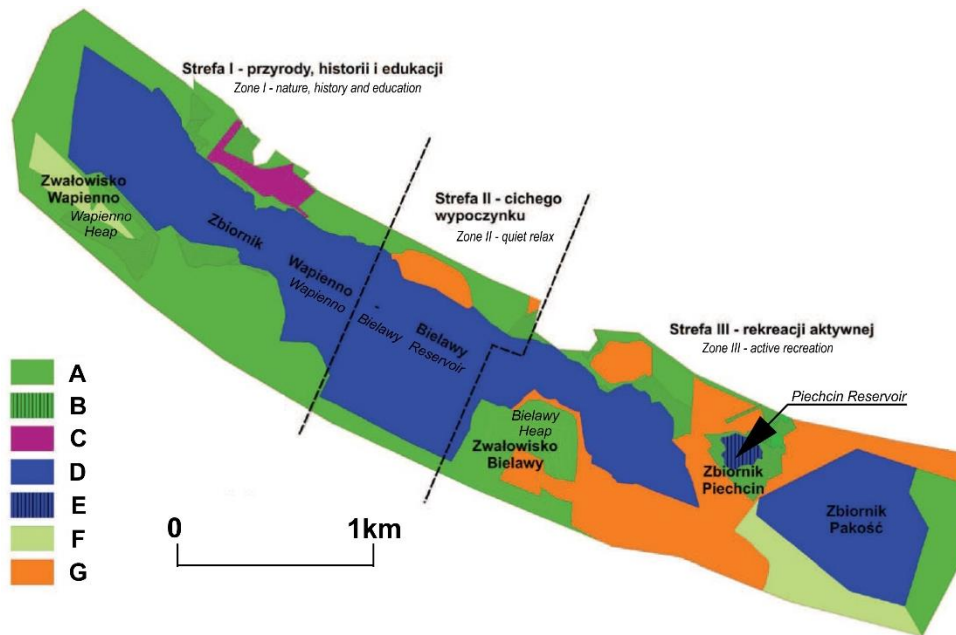 Strefa I - przyrody, historii i edukacji
Zone I - nature, history and education
Strefa II - cichego
wypoczynku
Zone II - quiet relax
Zwałowisko
Wapienno
Wapienno
Heap
Zbiornik
Wapienno
Wapienno
Bielawy
Bielawy
Reservoir
Strefa III - rekreacji aktywnej
Zone III - active recreation
Piechcin Reservoir
Bielawy
Heap
Zwałowisko
Bielawy
Zbiornik
Piechcin
Zbiornik
Pakość
A
B
C
D
E
F
G
0 1km